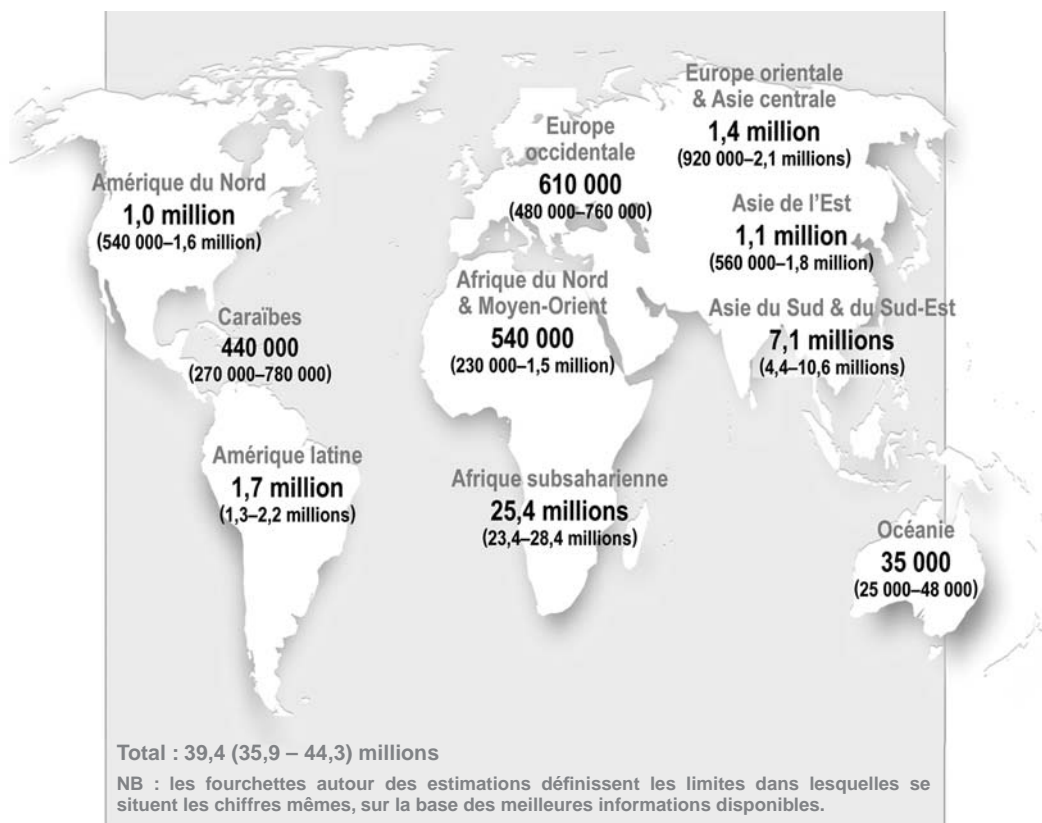 Europe orientale
& Asie centrale
1,4 million
(920 000–2,1 millions)
Europe
occidentale
610 000
(480 000–760 000)
Amérique du Nord
1,0 million
(540 000–1,6 million)
Asie de l’Est
1,1 million
(560 000–1,8 million)
Afrique du Nord
& Moyen-Orient
540 000
(230 000–1,5 million)
Caraïbes
440 000
(270 000–780 000)
Asie du Sud & du Sud-Est
7,1 millions
(4,4–10,6 millions)
Amérique latine
1,7 million
(1,3–2,2 millions)
Afrique subsaharienne
25,4 millions
(23,4–28,4 millions)
Océanie
35 000
(25 000–48 000)
Total : 39,4 (35,9 – 44,3) millions
NB : les fourchettes autour des estimations définissent les limites dans lesquelles se
situent les chiffres mêmes, sur la base des meilleures informations disponibles.